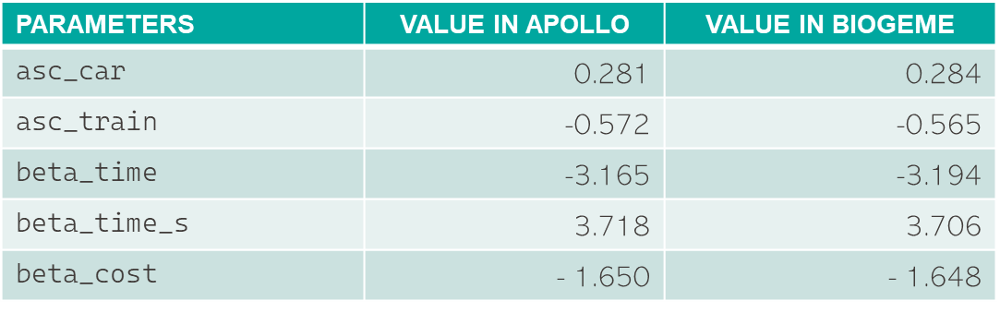 PARAMETERS VALUE IN APOLLO VALUE IN BIOGEME
asc_car 0.281 0.284
asc_train -0.572 -0.565
beta_time -3.165 -3.194
beta_time_s 3.718 3.706
beta_cost - 1.650 - 1.648